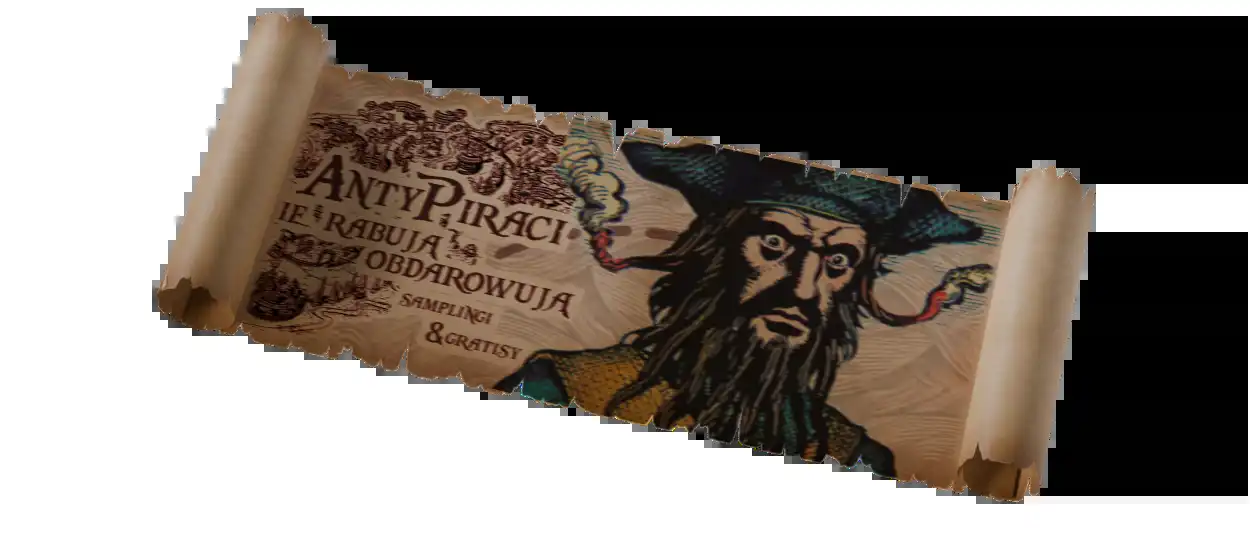 ANTYPIRACI
IE RABUJĄ
OBDAROWUJĄ
SAMPLINGI
& GRATISY